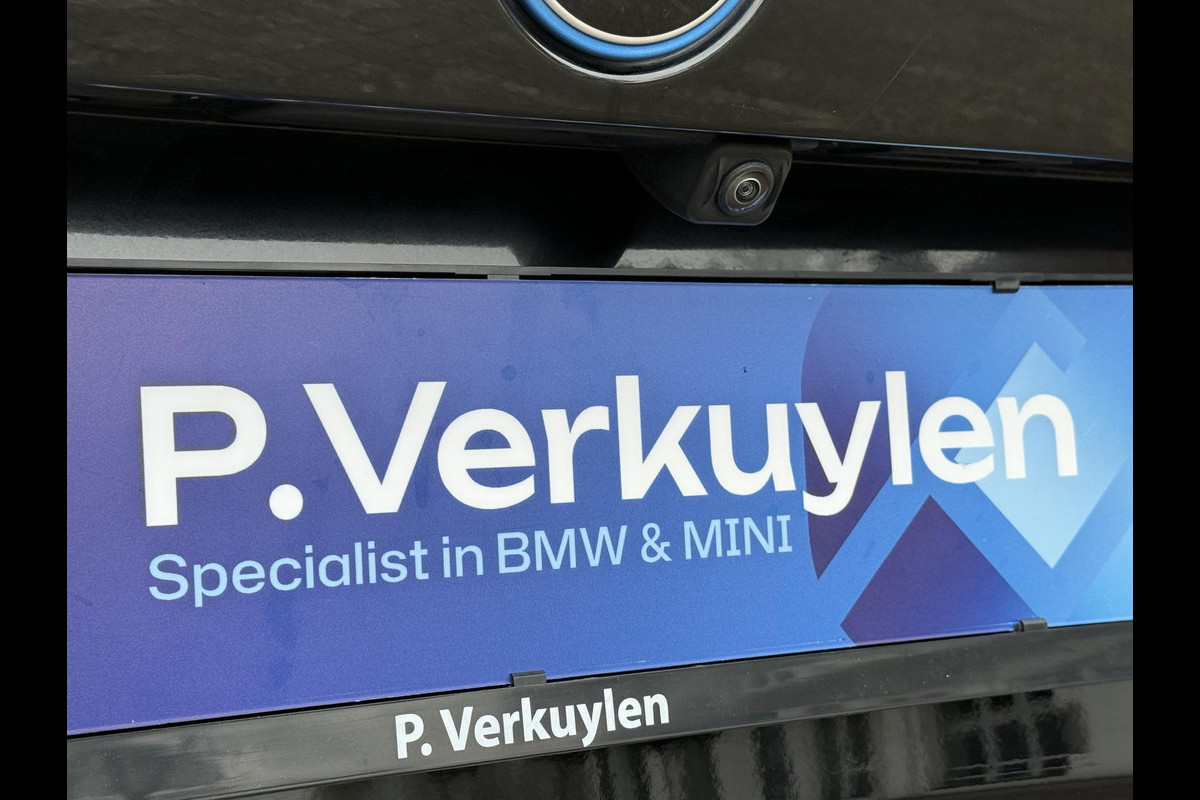 P.Verkuylen
Specialist in BMW & MINI
P. Verkuylen